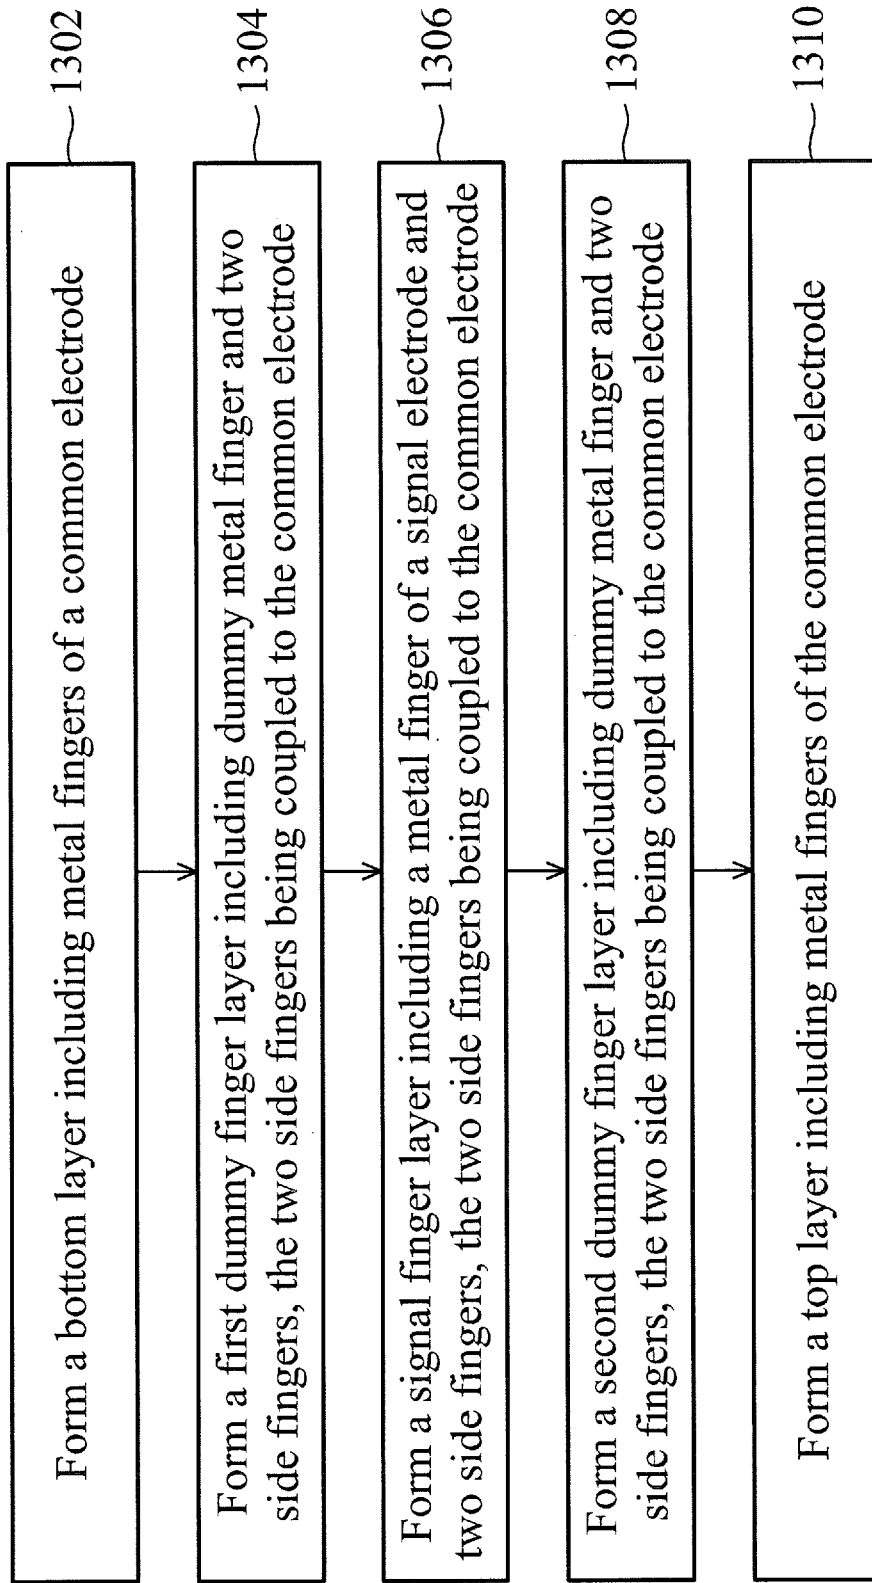 Form a bottom layer including metal fingers of a common electrode
1302
Form a first dummy finger layer including dummy metal finger and two
side fingers, the two side fingers being coupled to the common electrode
1304
Form a signal finger layer including a metal finger of a signal electrode and
two side fingers, the two side fingers being coupled to the common electrode
1306
Form a second dummy finger layer including dummy metal finger and two
side fingers, the two side fingers being coupled to the common electrode
1308
Form a top layer including metal fingers of the common electrode
1310